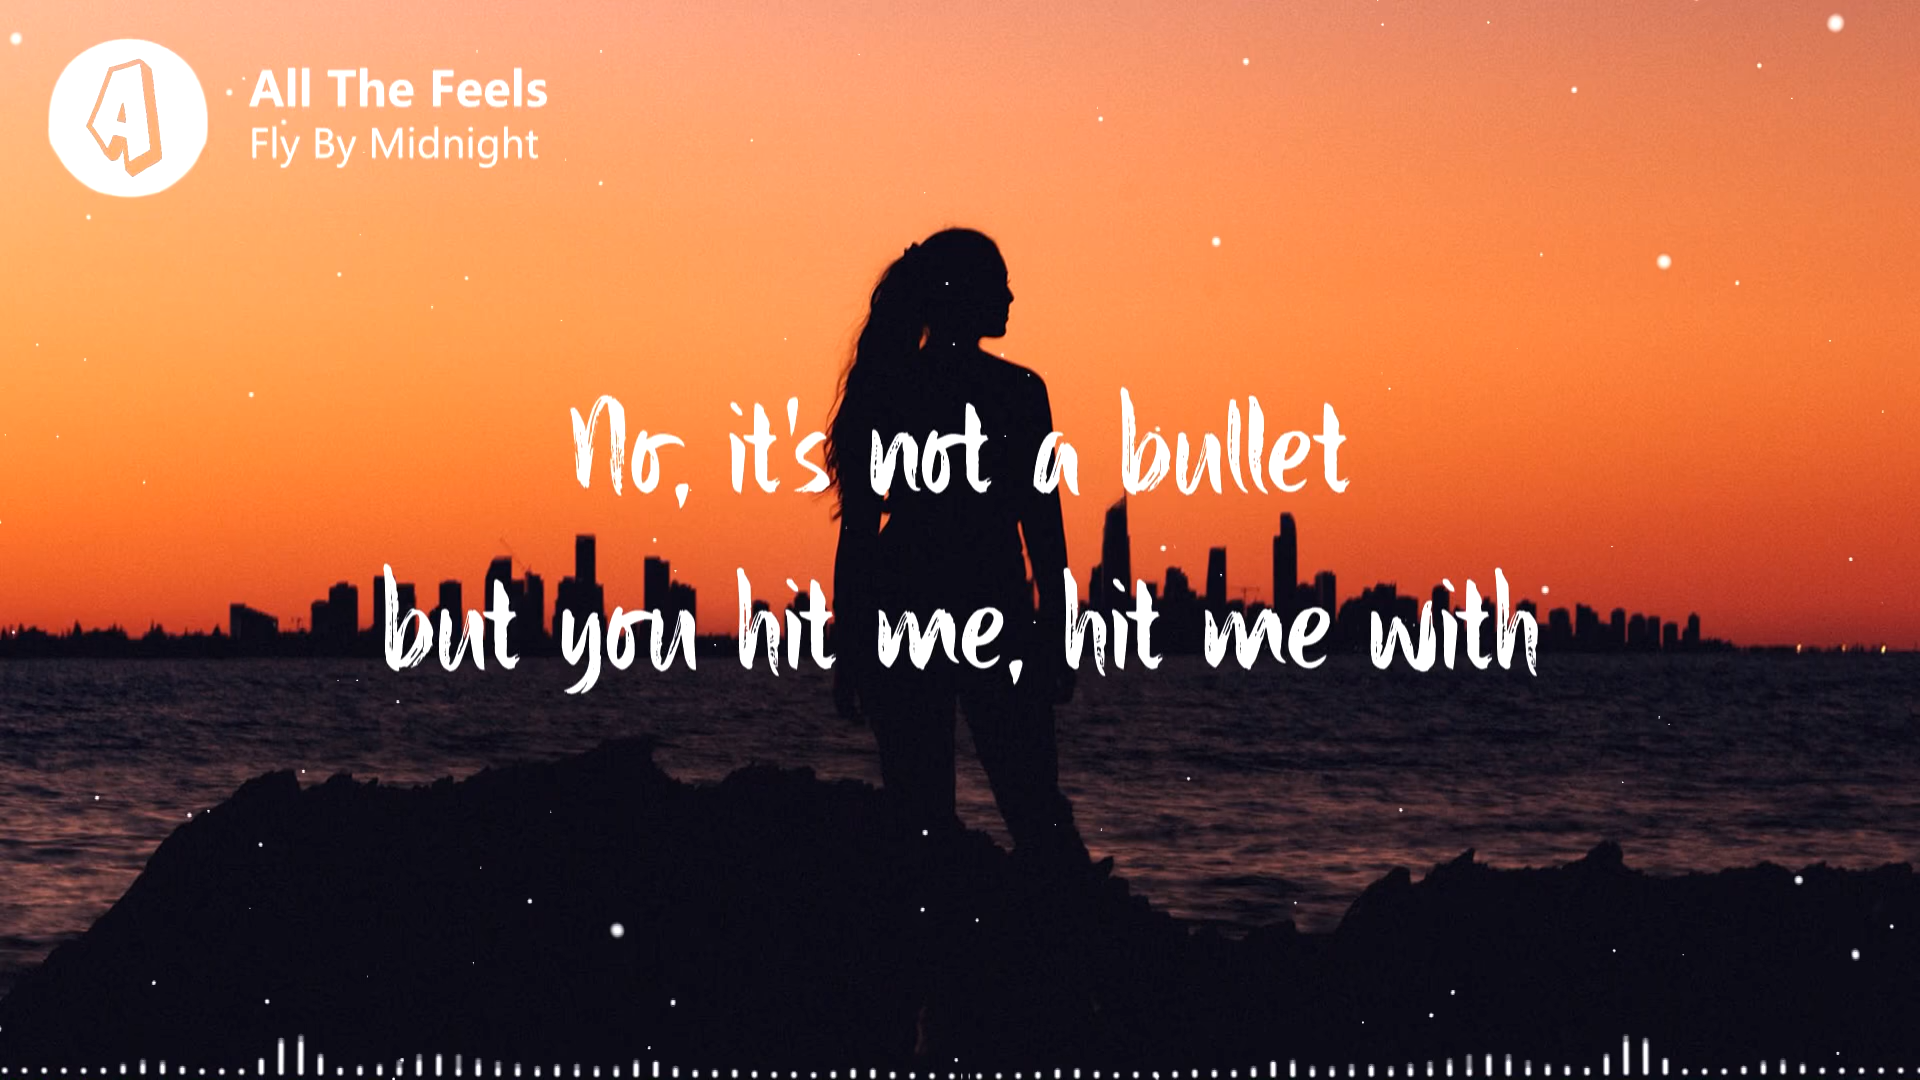 A
All The Feels
Fly By Midnight
No, it's not a bullet
but you hit me, hit me with